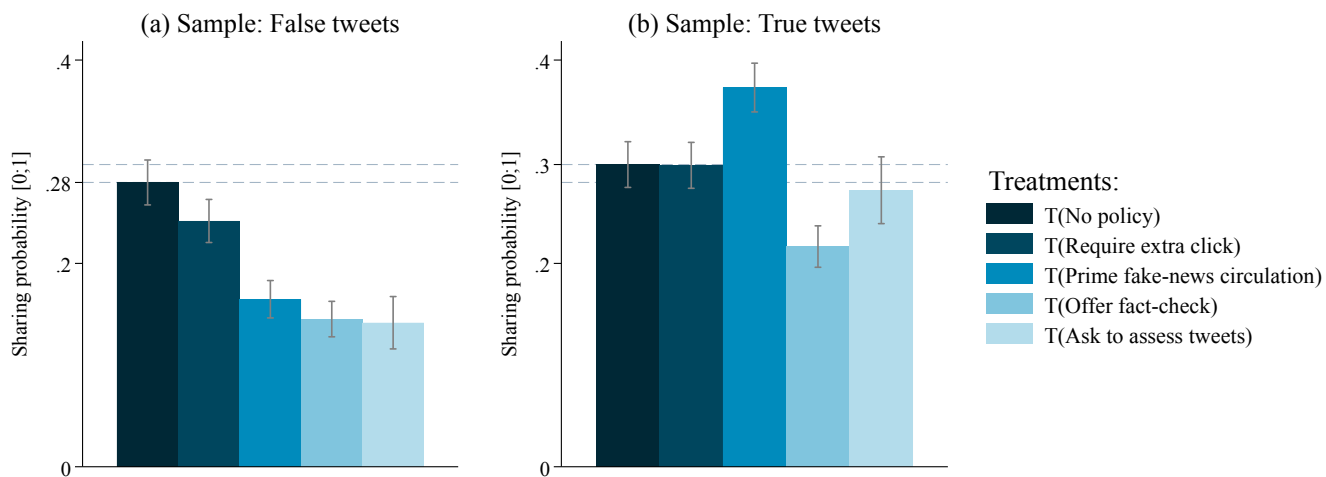 (a) Sample: False tweets
Sharing probability [0;1]
.4
.28
.2
0
(b) Sample: True tweets
Sharing probability [0;1]
.4
.3
.2
0
Treatments:
T(No policy)
T(Require extra click)
T(Prime fake-news circulation)
T(Offer fact-check)
T(Ask to assess tweets)